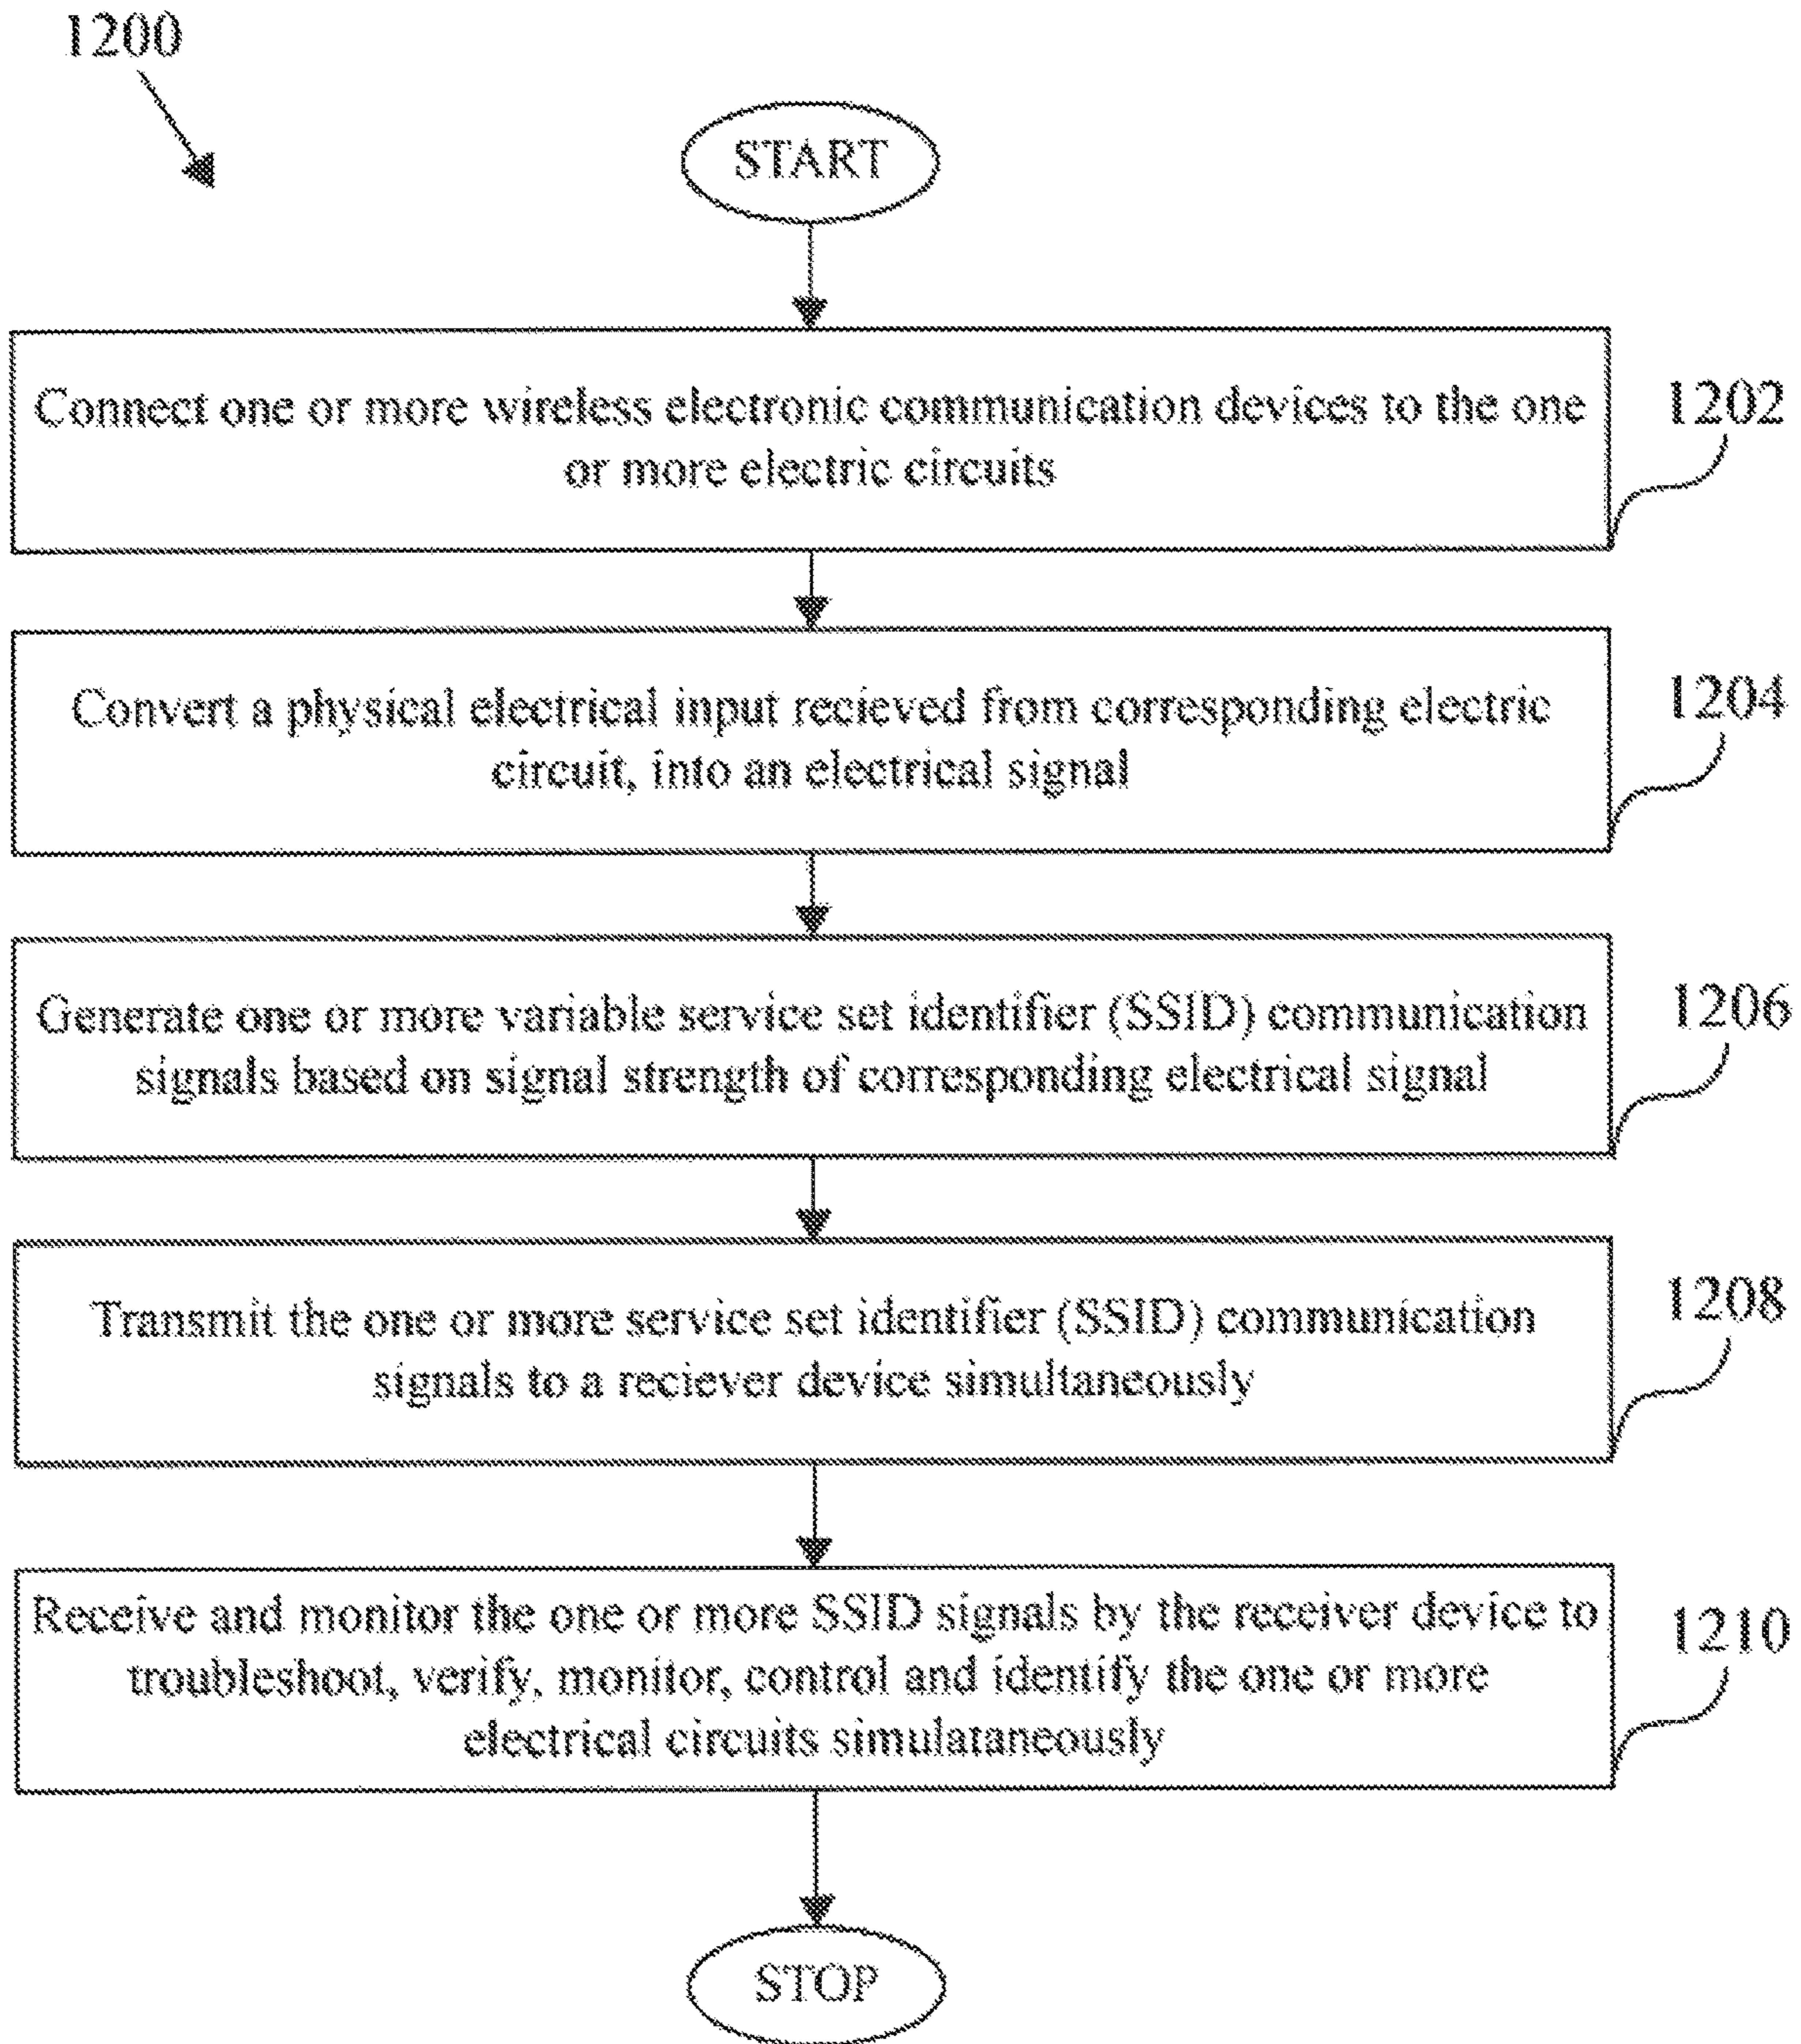 1200
START
Connect one or more wireless electronic communication devices to the one
or more electric circuits
1202
Convert a physical electrical input recieved from corresponding electric
circuit, into an electrical signal
1204
Generate one or more variable service set identifier (SSID) communication
signals based on signal strength of corresponding electrical signal
1206
Transmit the one or more service set identifier (SSID) communication
signals to a reciever device simultaneously
1208
Receive and monitor the one or more SSID signals by the receiver device to
troubleshoot, verify, monitor, control and identify the one or more
electrical circuits simulataneously
1210
STOP